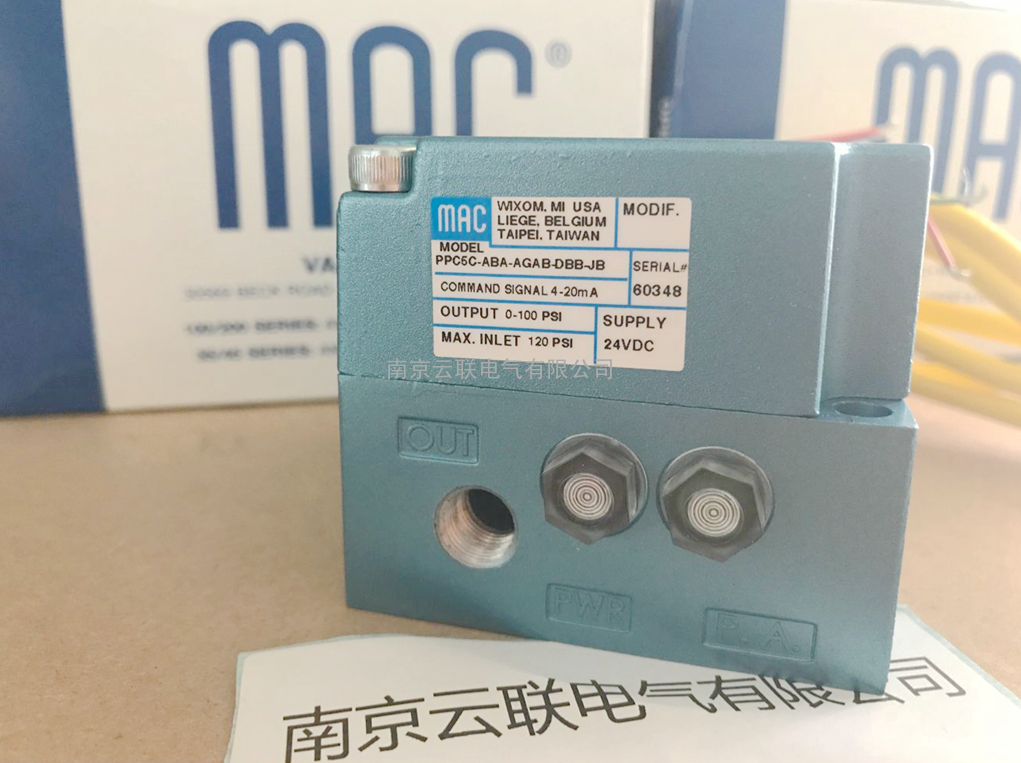 mac®
mac
VA
WIXOM, MI USA
LIEGE, BELGIUM
TAIPEI, TAIWAN
MODIF.
MAC
MODEL
PPC5C-ABA-AGAB-DBB-JB
SERIAL#
60348
COMMAND SIGNAL 4-20mA
OUTPUT 0-100 PSI
MAX. INLET 120 PSI
SUPPLY
24VDC
南京云联电气有限公司
OUT
PWR
P. A.
南京云联电气有限公司